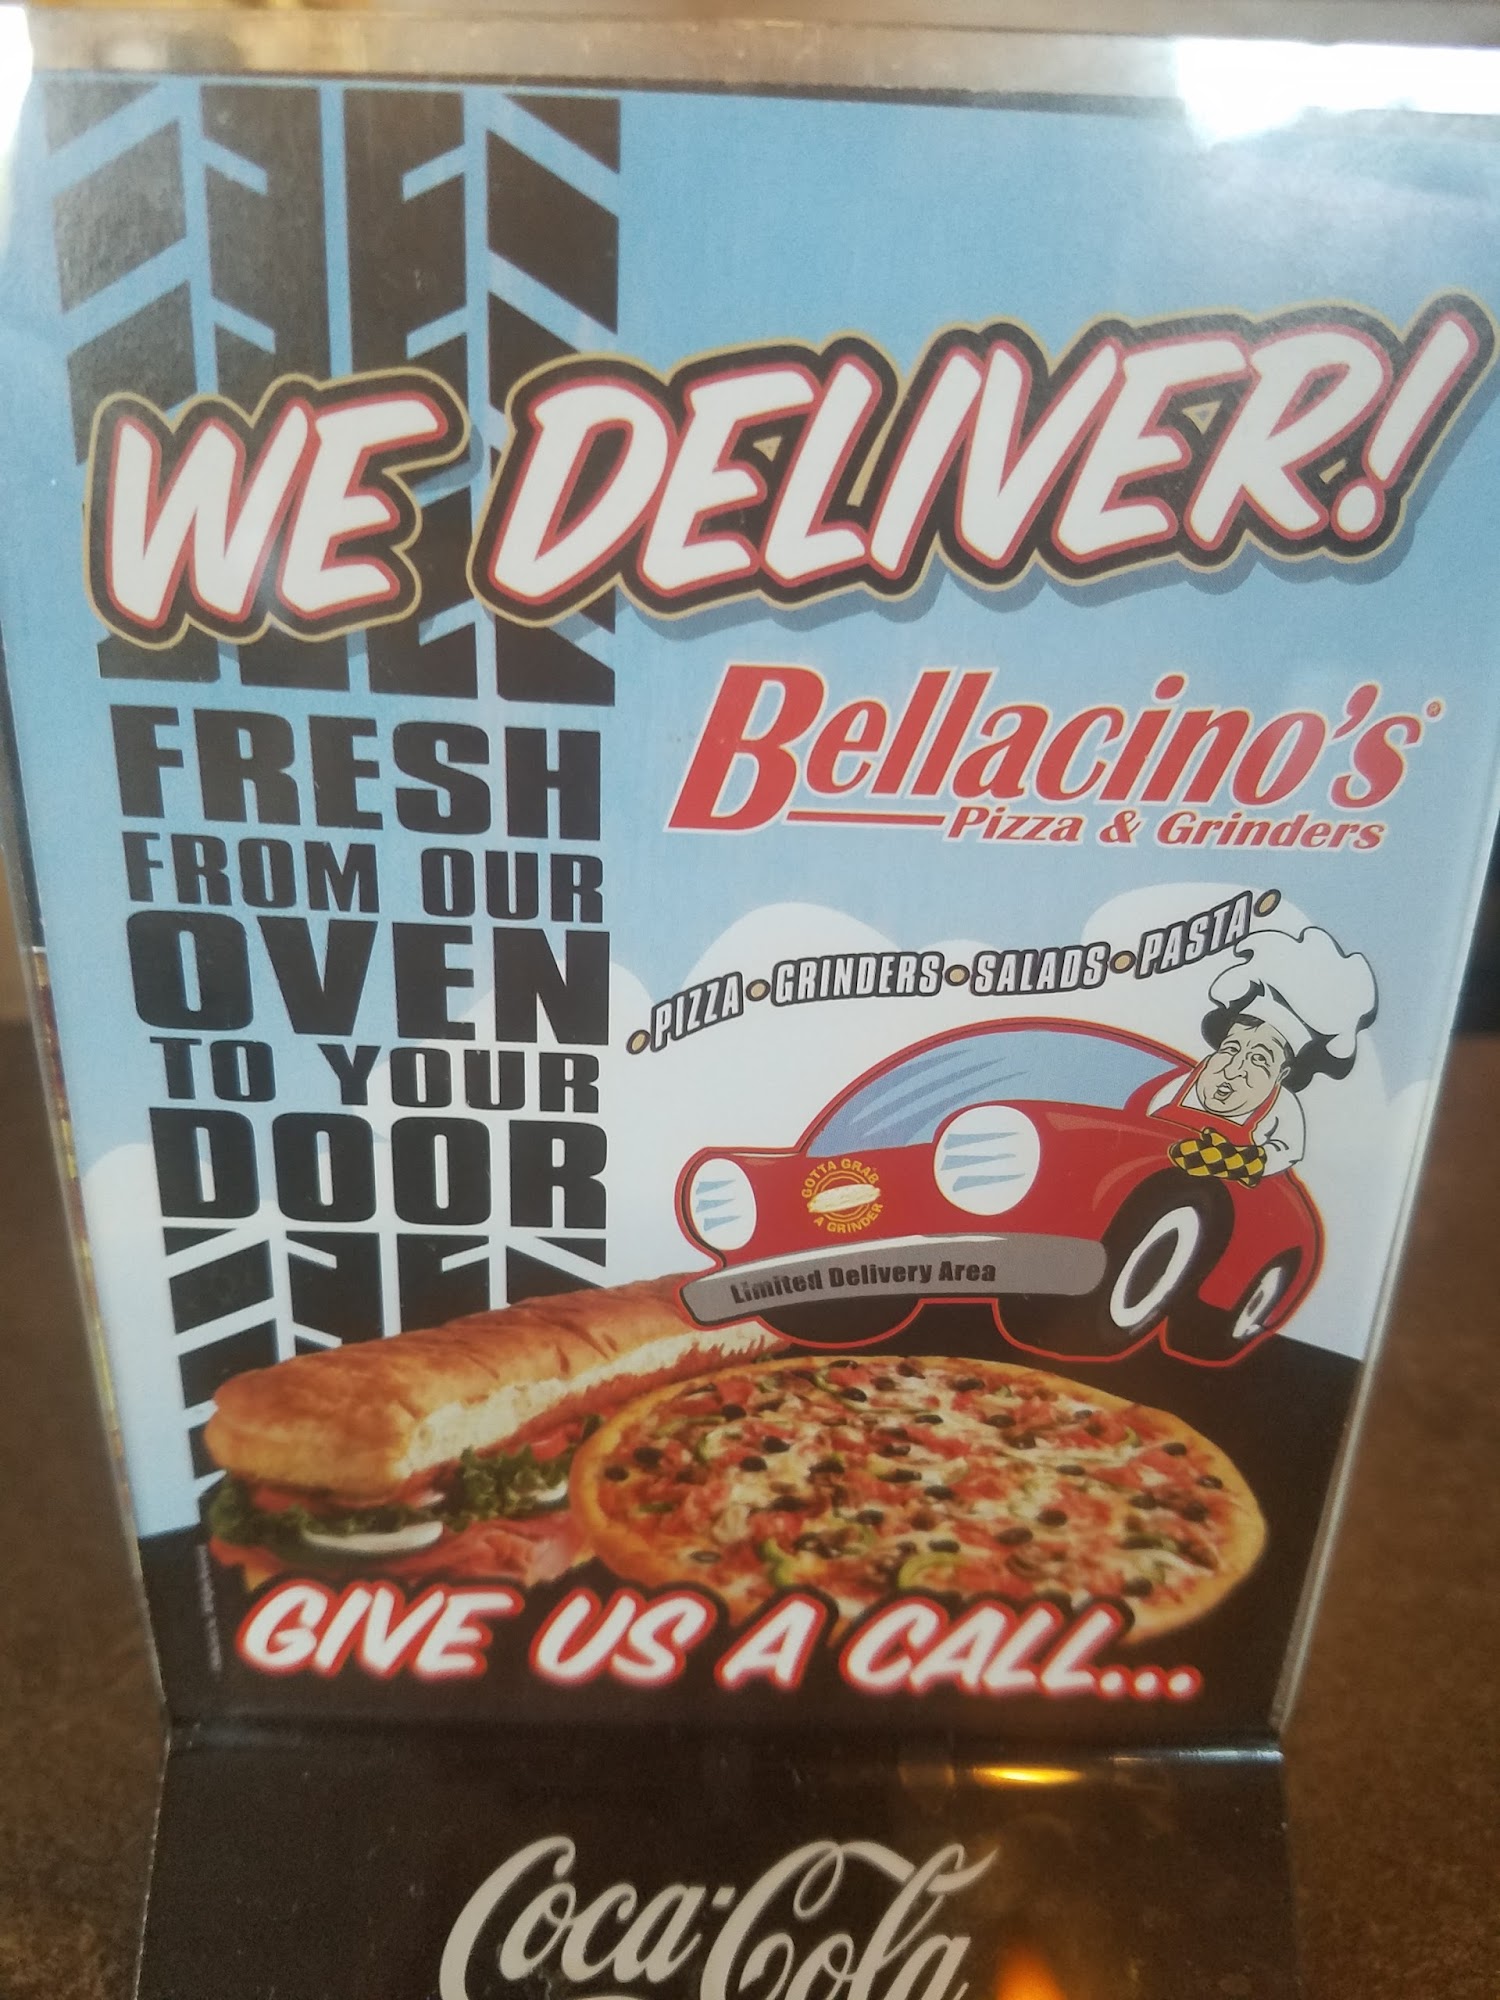 WE DELIVER!
FRESH
FROM OUR
OVEN
TO YOUR
DOOR
Bellacino's®
Pizza & Grinders
•PIZZA•GRINDERS•SALADS•PASTA•
GOTTA GRAB
A GRINDER
Limited Delivery Area
GIVE US A CALL...
Coca-Cola